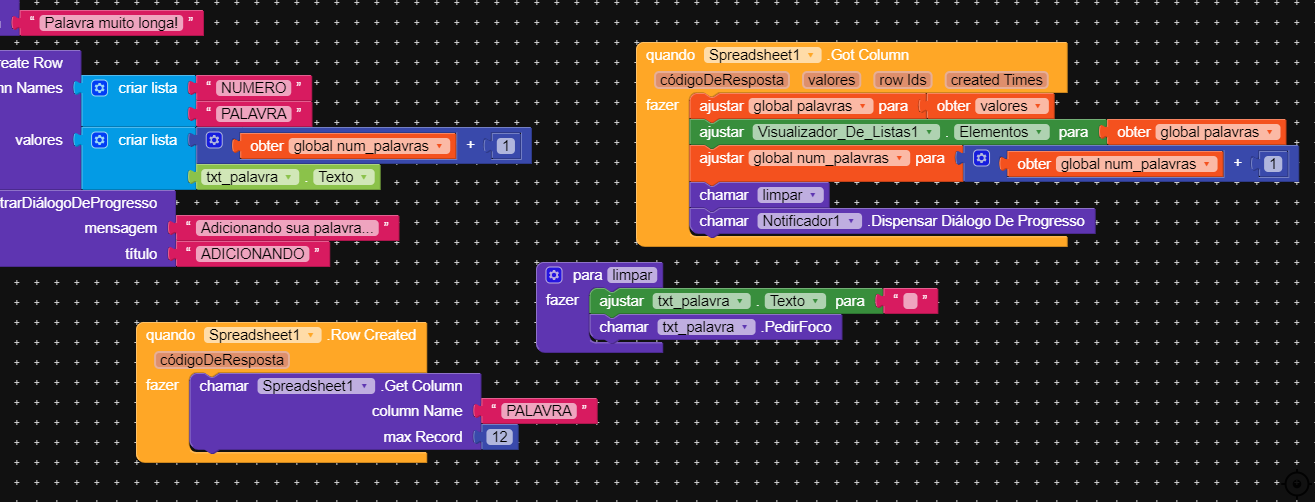 “ Palavra muito longa! ”
eate Row
n Names criar lista “ NUMERO ”
“ PALAVRA ”
valores criar lista obter global num_palavras + 1
txt_palavra . Texto
trarDiálogoDeProgresso
mensagem “ Adicionando sua palavra... ”
título “ ADICIONANDO ”
quando Spreadsheet1 .Got Column
códigoDeResposta valores row Ids created Times
fazer ajustar global palavras para obter valores
ajustar Visualizador_De_Listas1 . Elementos para obter global palavras
ajustar global num_palavras para obter global num_palavras + 1
chamar limpar
chamar Notificador1 .Dispensar Diálogo De Progresso
para limpar
fazer ajustar txt_palavra . Texto para “ ”
chamar txt_palavra .PedirFoco
quando Spreadsheet1 .Row Created
códigoDeResposta
fazer chamar Spreadsheet1 .Get Column
column Name “ PALAVRA ”
max Record 12